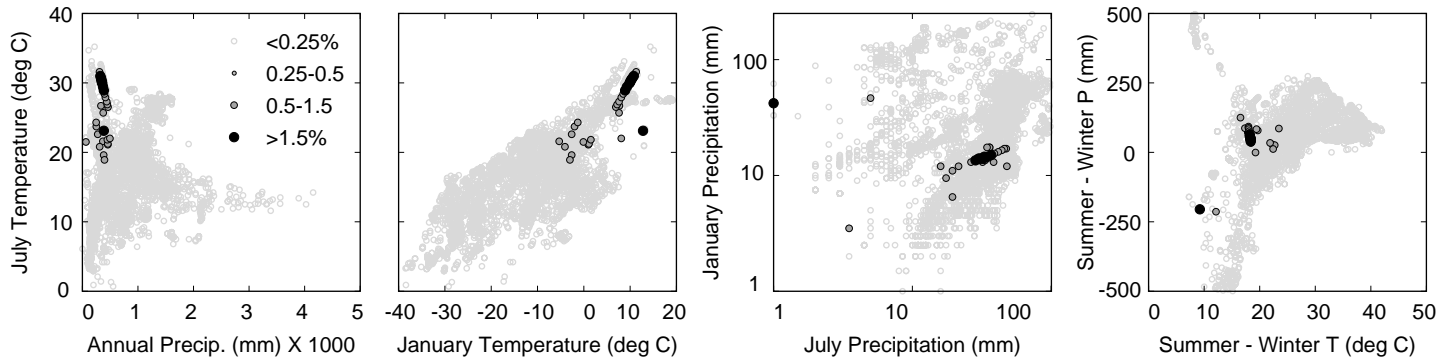 July Temperature (deg C)
40
30
20
10
0
<0.25%
0.25-0.5
0.5-1.5
>1.5%
0 1 2 3 4 5
Annual Precip. (mm) X 1000
-40 -30 -20 -10 0 10 20
January Temperature (deg C)
January Precipitation (mm)
100
10
1
1 10 100
July Precipitation (mm)
Summer - Winter P (mm)
500
250
0
-250
-500
0 10 20 30 40 50
Summer - Winter T (deg C)